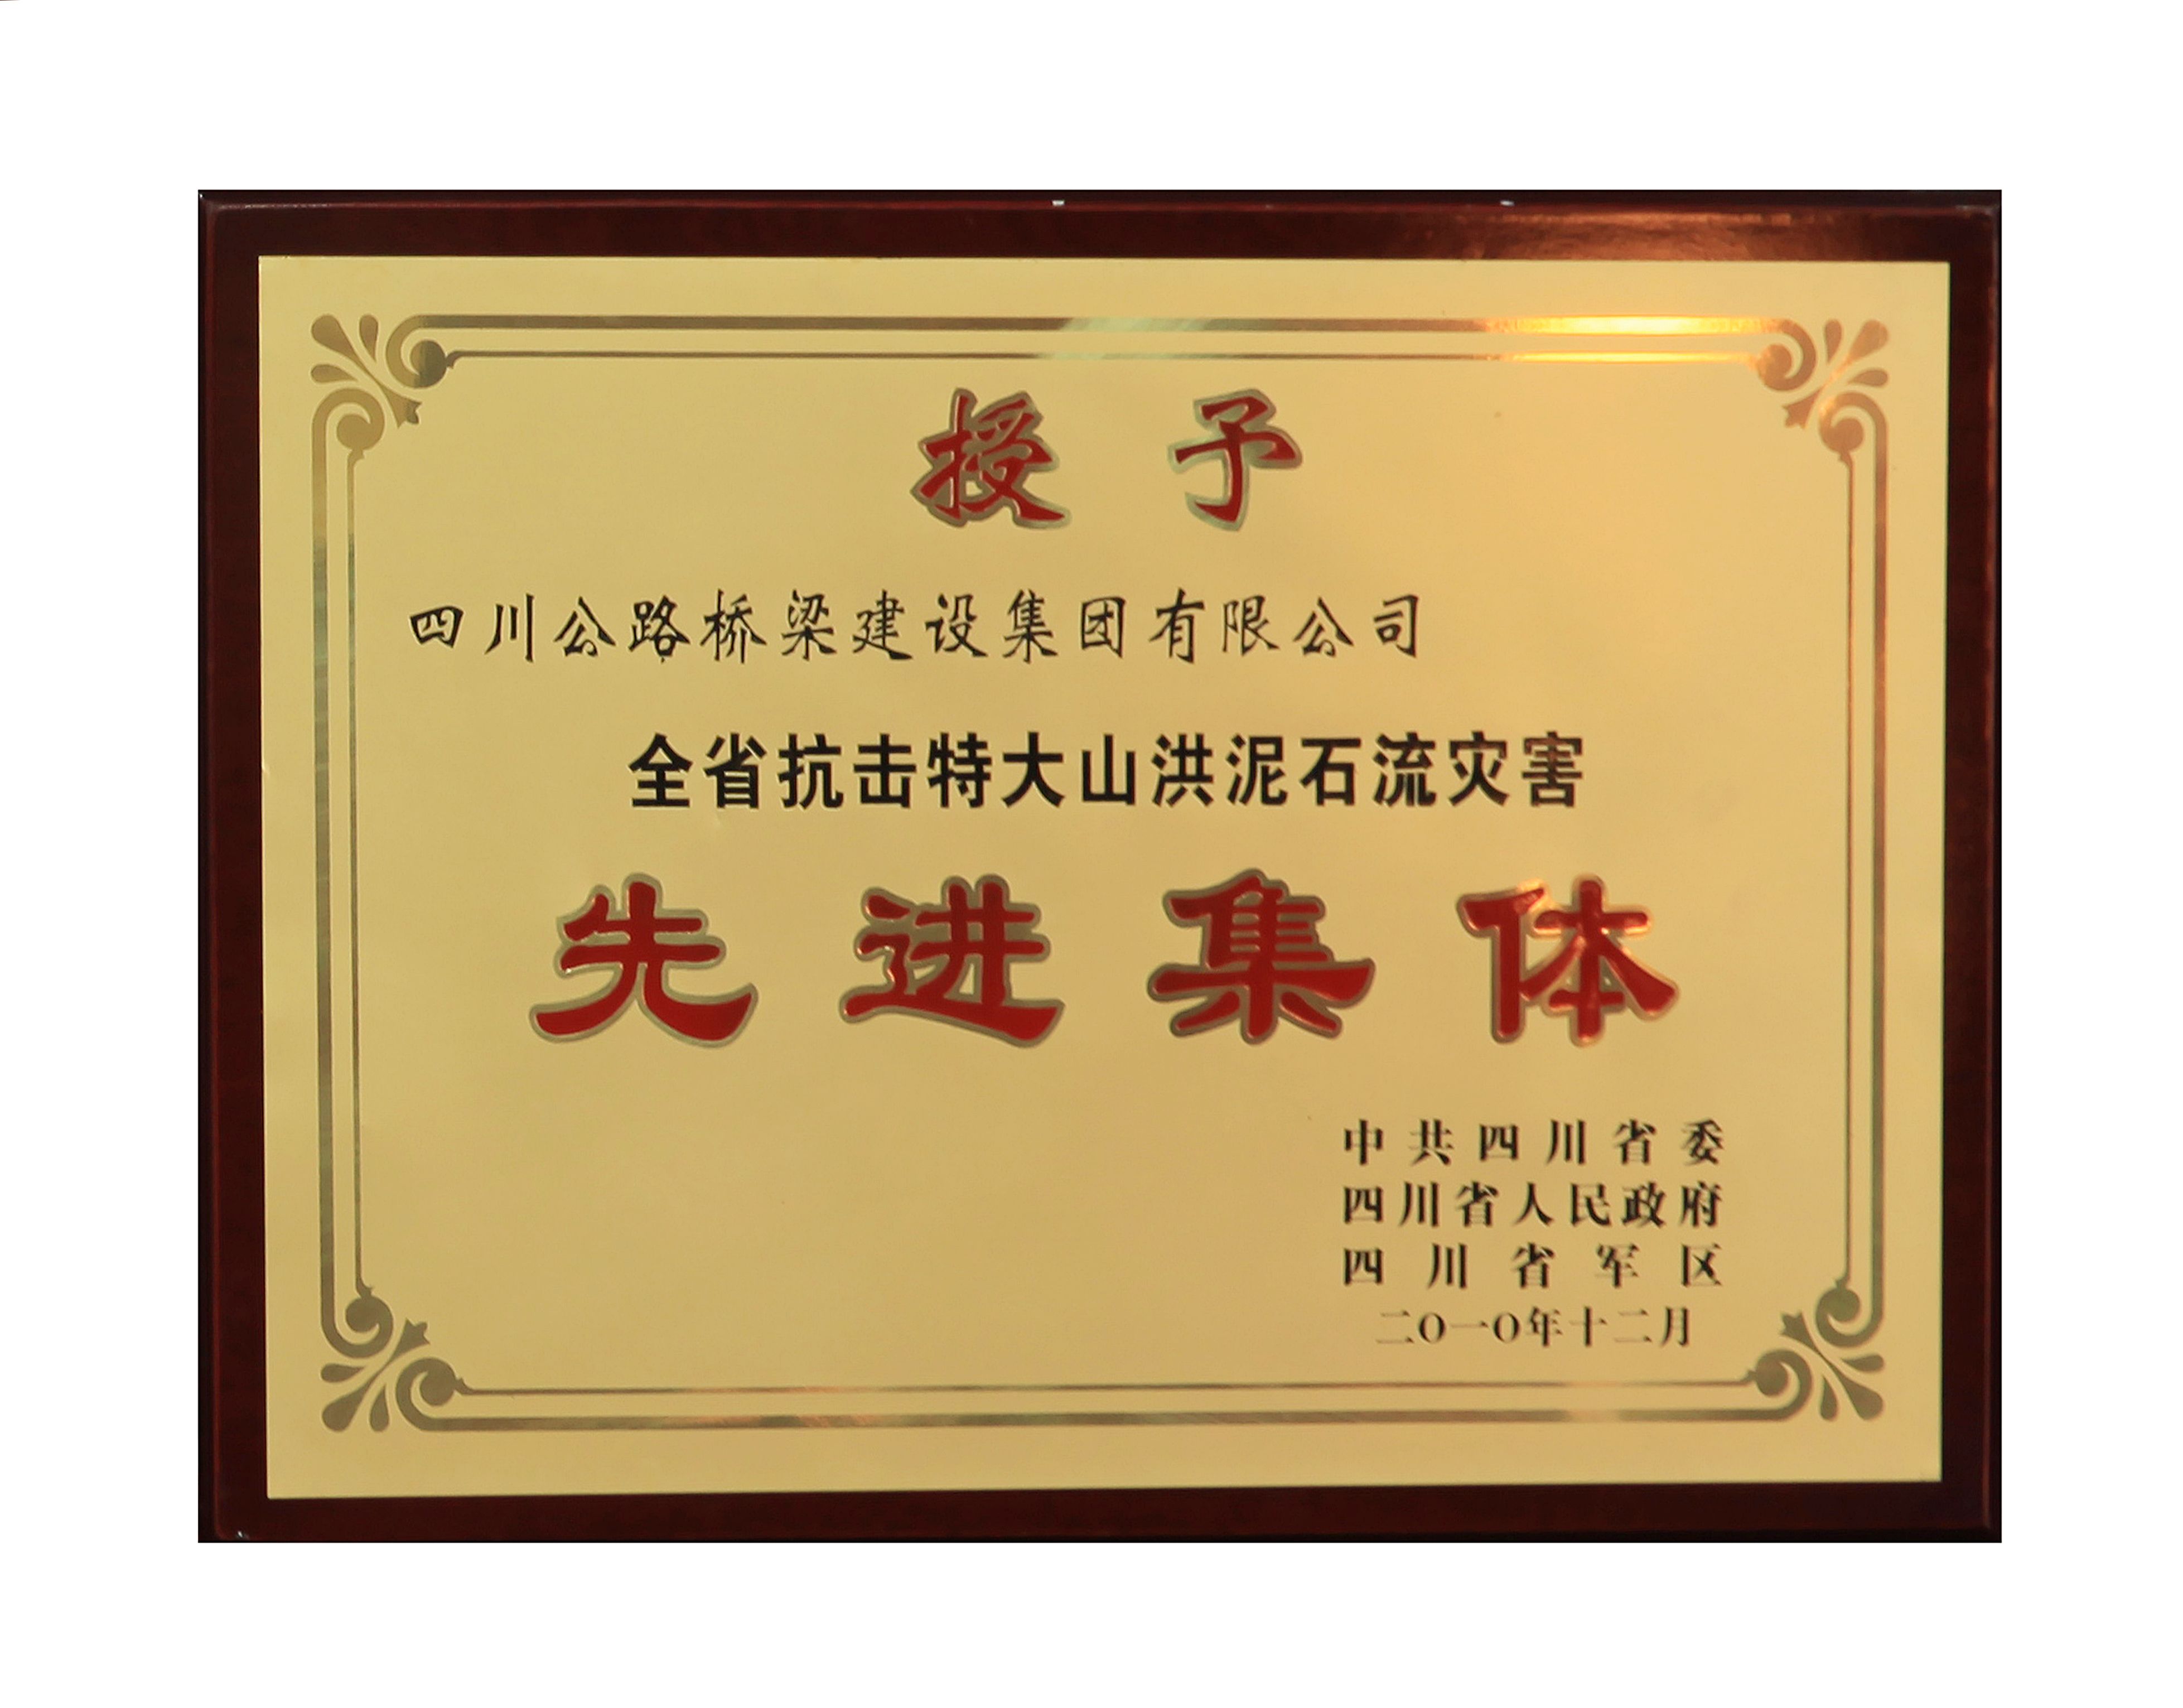 授予
四川公路桥梁建设集团有限公司
全省抗击特大山洪泥石流灾害
先进集体
中共四川省委
四川省人民政府
四川省军区
二〇一〇年十二月